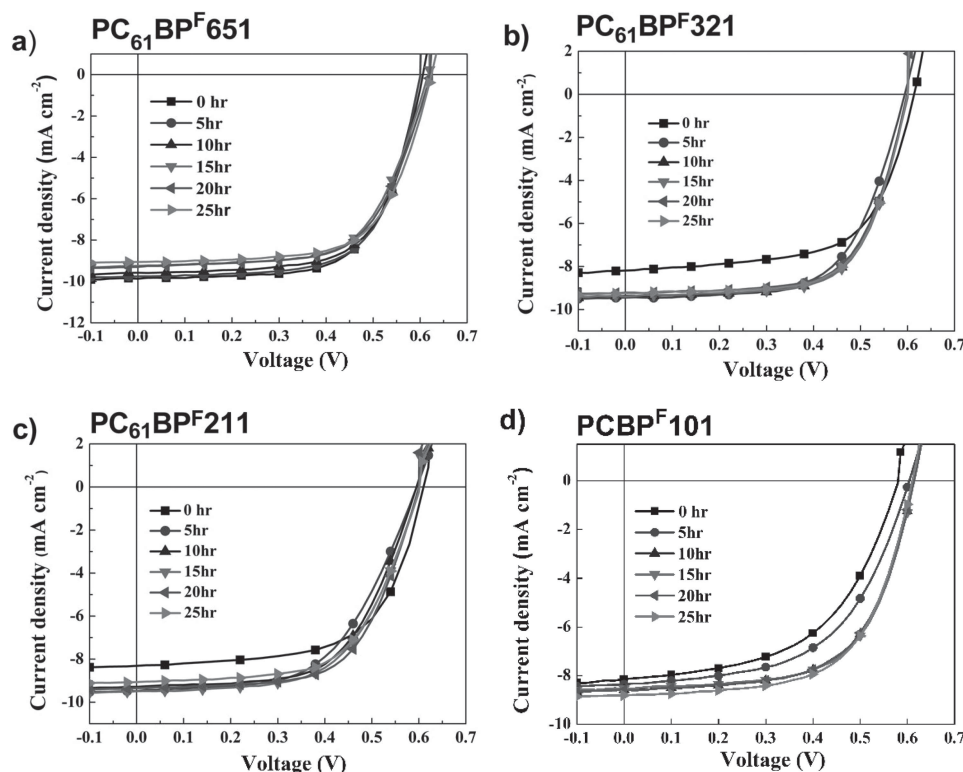 a)
PC₆₁BPᶠ651
Current density (mA cm⁻²)
0
-2
-4
-6
-8
-10
-12
0 hr
5hr
10hr
15hr
20hr
25hr
-0.1 0.0 0.1 0.2 0.3 0.4 0.5 0.6 0.7
Voltage (V)
b)
PC₆₁BPᶠ321
Current density (mA cm⁻²)
2
0
-2
-4
-6
-8
-10
0 hr
5hr
10hr
15hr
20hr
25hr
-0.1 0.0 0.1 0.2 0.3 0.4 0.5 0.6 0.7
Voltage (V)
c)
PC₆₁BPᶠ211
Current density (mA cm⁻²)
2
0
-2
-4
-6
-8
-10
0 hr
5hr
10hr
15hr
20hr
25hr
-0.1 0.0 0.1 0.2 0.3 0.4 0.5 0.6 0.7
Voltage (V)
d)
PCBPᶠ101
Current density (mA cm⁻²)
0
-2
-4
-6
-8
-10
0 hr
5hr
10hr
15hr
20hr
25hr
-0.1 0.0 0.1 0.2 0.3 0.4 0.5 0.6 0.7
Voltage (V)